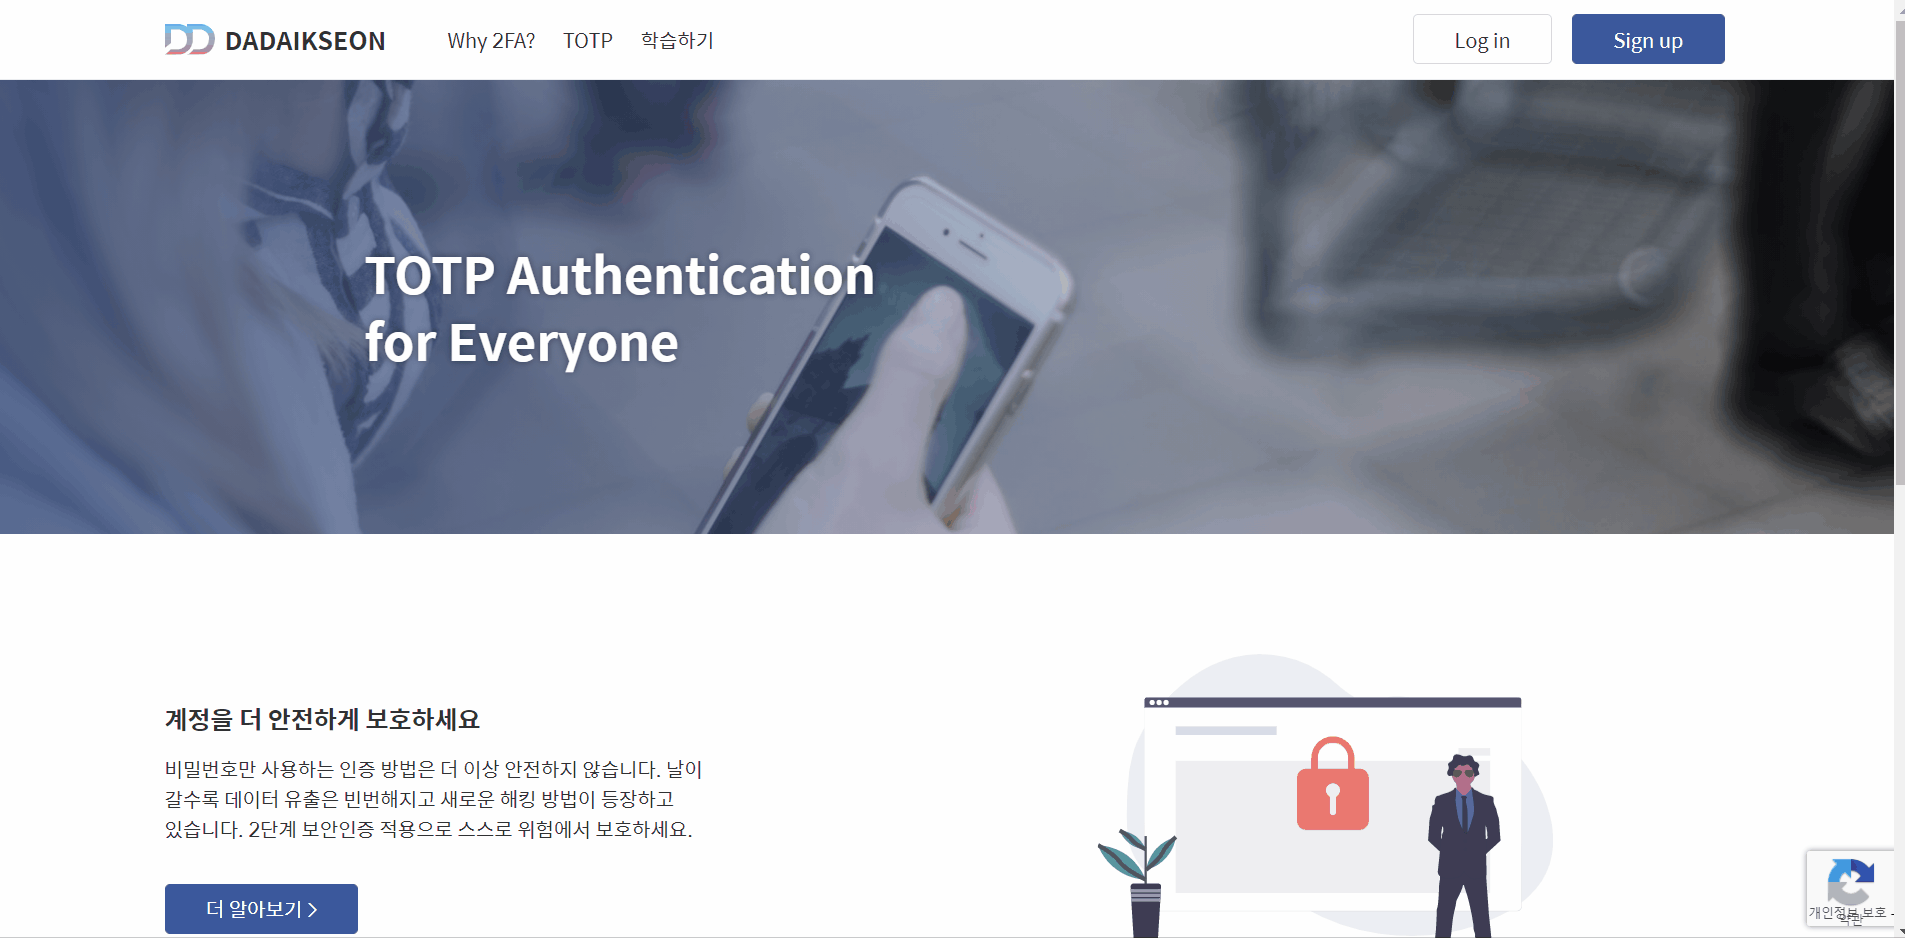 DADAIKSEON
Why 2FA? TOTP 학습하기
Log in
Sign up
TOTP Authentication
for Everyone
계정을 더 안전하게 보호하세요
비밀번호만 사용하는 인증 방법은 더 이상 안전하지 않습니다. 날이
갈수록 데이터 유출은 빈번해지고 새로운 해킹 방법이 등장하고
있습니다. 2단계 보안인증 적용으로 스스로 위험에서 보호하세요.
더 알아보기 >
개인정보 보호 -
약관